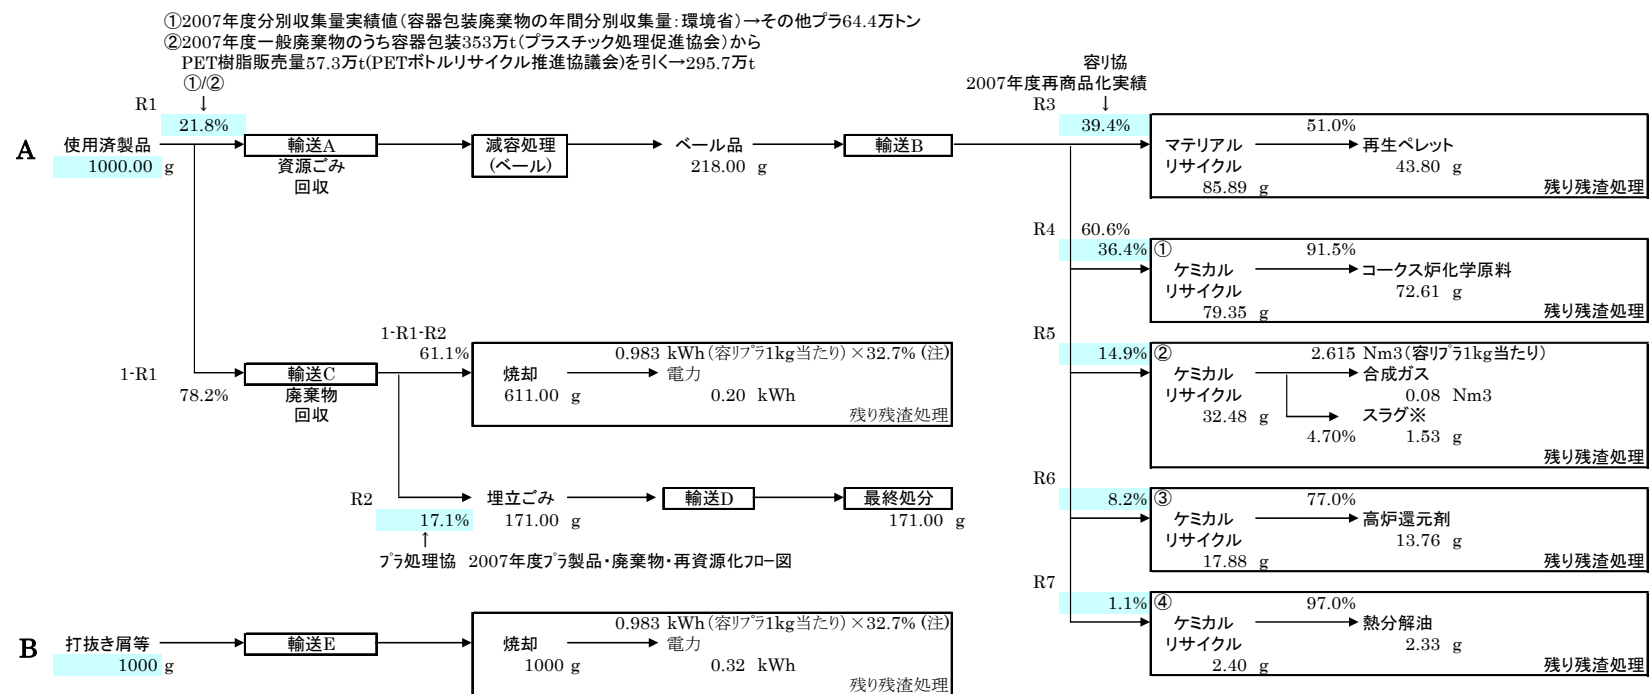 ①2007年度分別収集量実績値(容器包装廃棄物の年間分別収集量:環境省)→その他プラ64.4万トン
②2007年度一般廃棄物のうち容器包装353万t(プラスチック処理促進協会)から
PET樹脂販売量57.3万t(PETボトルリサイクル推進協議会)を引く→295.7万t
①/②
↓
R1
21.8%
A
使用済製品
1000.00 g
輸送A
資源ごみ
回収
減容処理
(ベール)
ベール品
218.00 g
輸送B
容リ協
2007年度再商品化実績
↓
R3
39.4%
マテリアル
リサイクル
85.89 g
51.0%
再生ペレット
43.80 g
残り残渣処理
R4
60.6%
36.4%
①
ケミカル
リサイクル
79.35 g
91.5%
コークス炉化学原料
72.61 g
残り残渣処理
R5
14.9%
②
ケミカル
リサイクル
32.48 g
2.615 Nm3(容リプラ1kg当たり)
合成ガス
0.08 Nm3
スラグ※
4.70%
1.53 g
残り残渣処理
R6
8.2%
③
ケミカル
リサイクル
17.88 g
77.0%
高炉還元剤
13.76 g
残り残渣処理
R7
1.1%
④
ケミカル
リサイクル
2.40 g
97.0%
熱分解油
2.33 g
残り残渣処理
1-R1
78.2%
輸送C
廃棄物
回収
1-R1-R2
61.1%
0.983 kWh(容リプラ1kg当たり)×32.7% (注)
焼却
611.00 g
電力
0.20 kWh
残り残渣処理
R2
17.1%
↑
プラ処理協 2007年度プラ製品・廃棄物・再資源化フロー図
埋立ごみ
171.00 g
輸送D
最終処分
171.00 g
B
打抜き屑等
1000 g
輸送E
0.983 kWh(容リプラ1kg当たり)×32.7% (注)
焼却
1000 g
電力
0.32 kWh
残り残渣処理